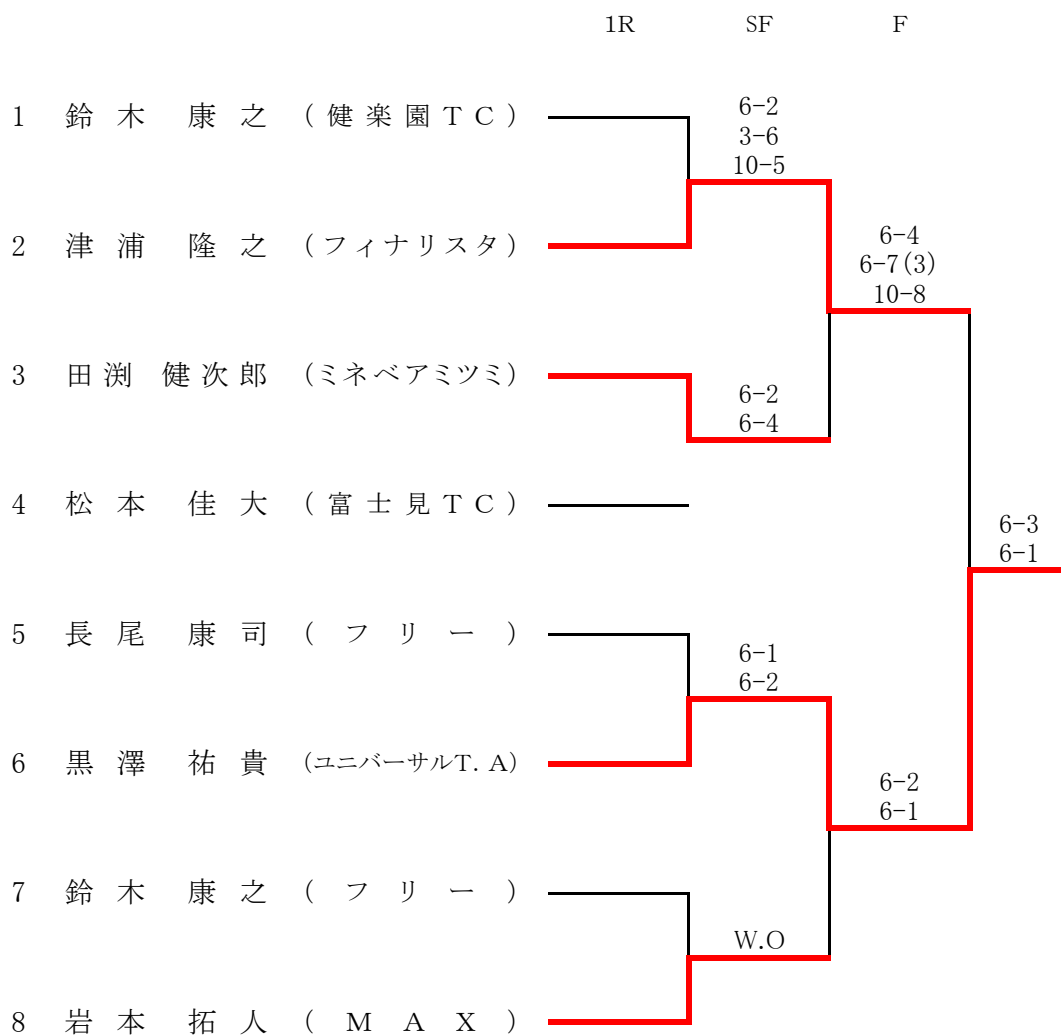 1R SF F
1 鈴木 康之 (健楽園TC)
6-2
3-6
10-5
2 津浦 隆之 (フィナリスタ)
6-4
6-7(3)
10-8
3 田渕 健次郎 (ミネベアミツミ)
6-2
6-4
4 松本 佳大 (富士見TC)
6-3
6-1
5 長尾 康司 (フリー)
6-1
6-2
6 黒澤 祐貴 (ユニバーサルT.A)
6-2
6-1
7 鈴木 康之 (フリー)
W.O
8 岩本 拓人 (MAX)